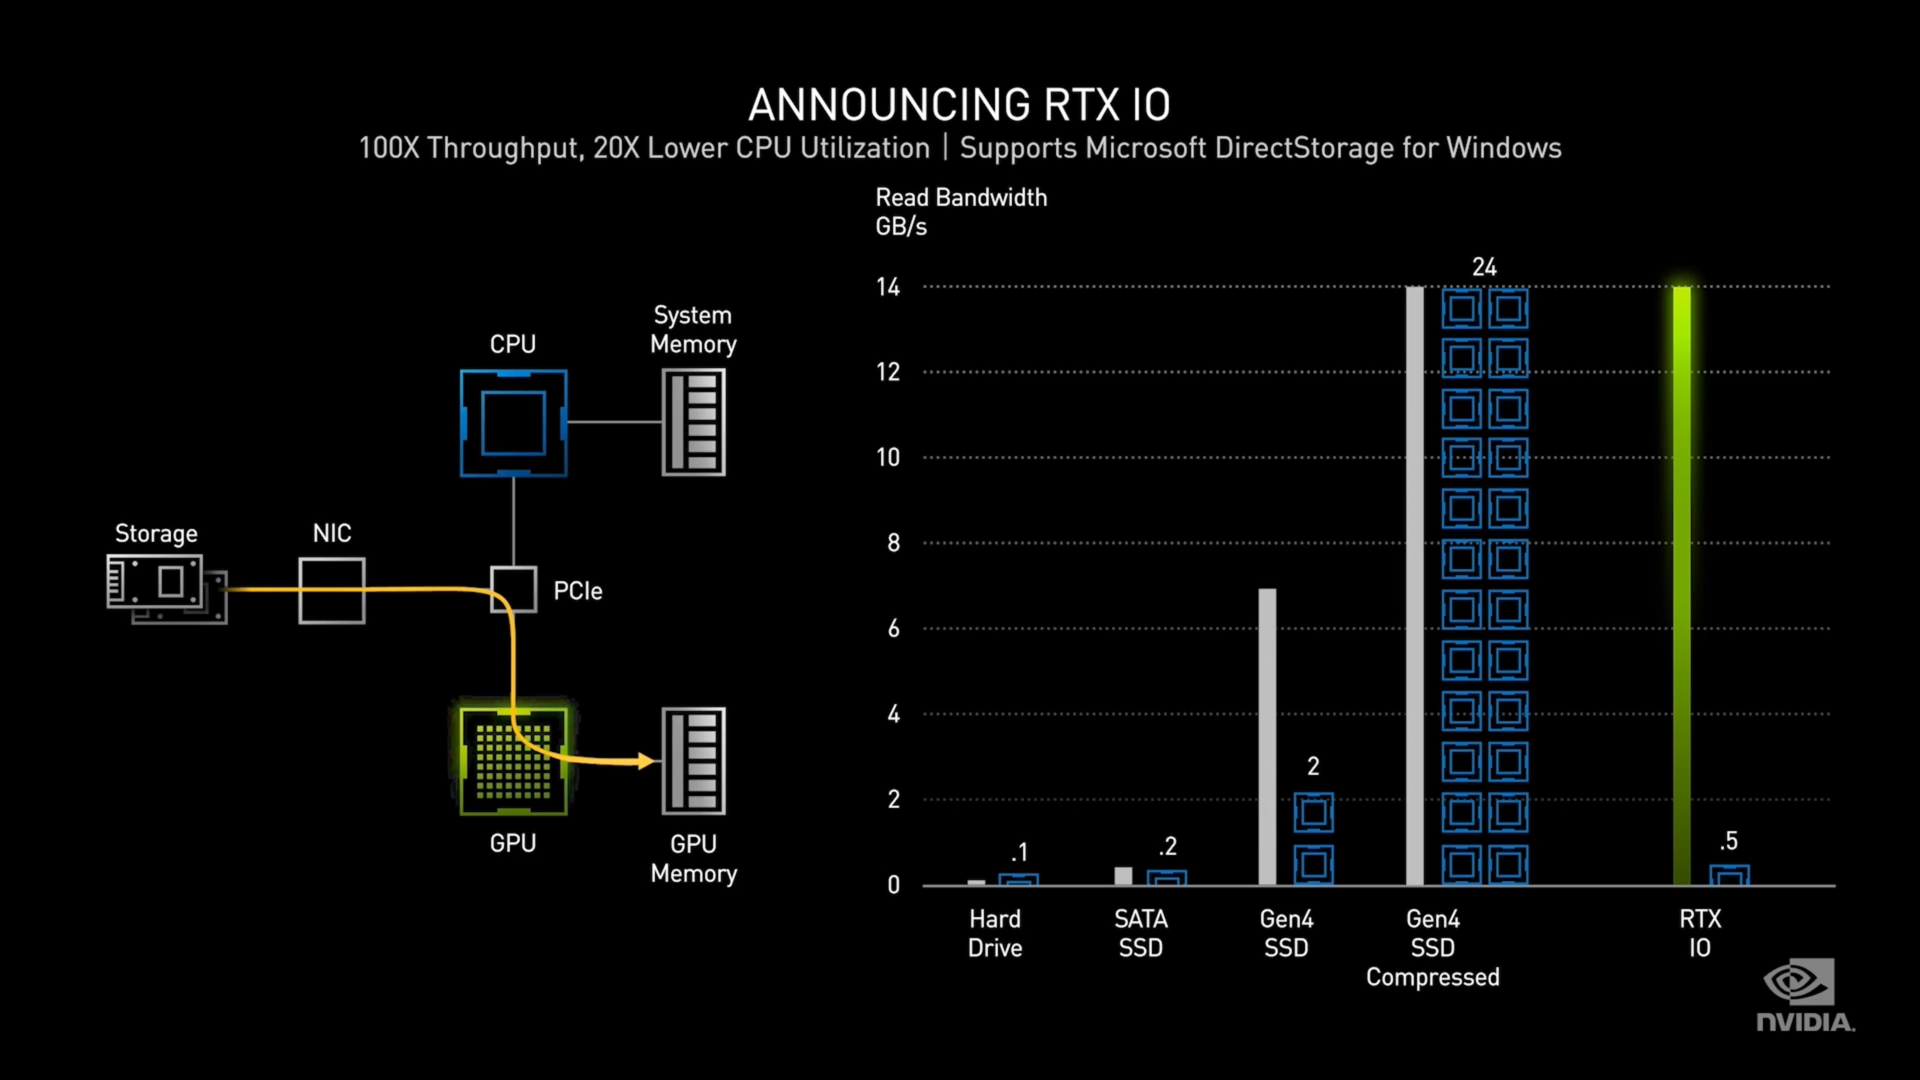 ANNOUNCING RTX IO
100X Throughput, 20X Lower CPU Utilization | Supports Microsoft DirectStorage for Windows
Storage
NIC
CPU
System
Memory
PCIe
GPU
GPU
Memory
Read Bandwidth
GB/s
14
12
10
8
6
4
2
0
.1
.2
2
24
.5
Hard
Drive
SATA
SSD
Gen4
SSD
Gen4
SSD
Compressed
RTX
IO
NVIDIA.